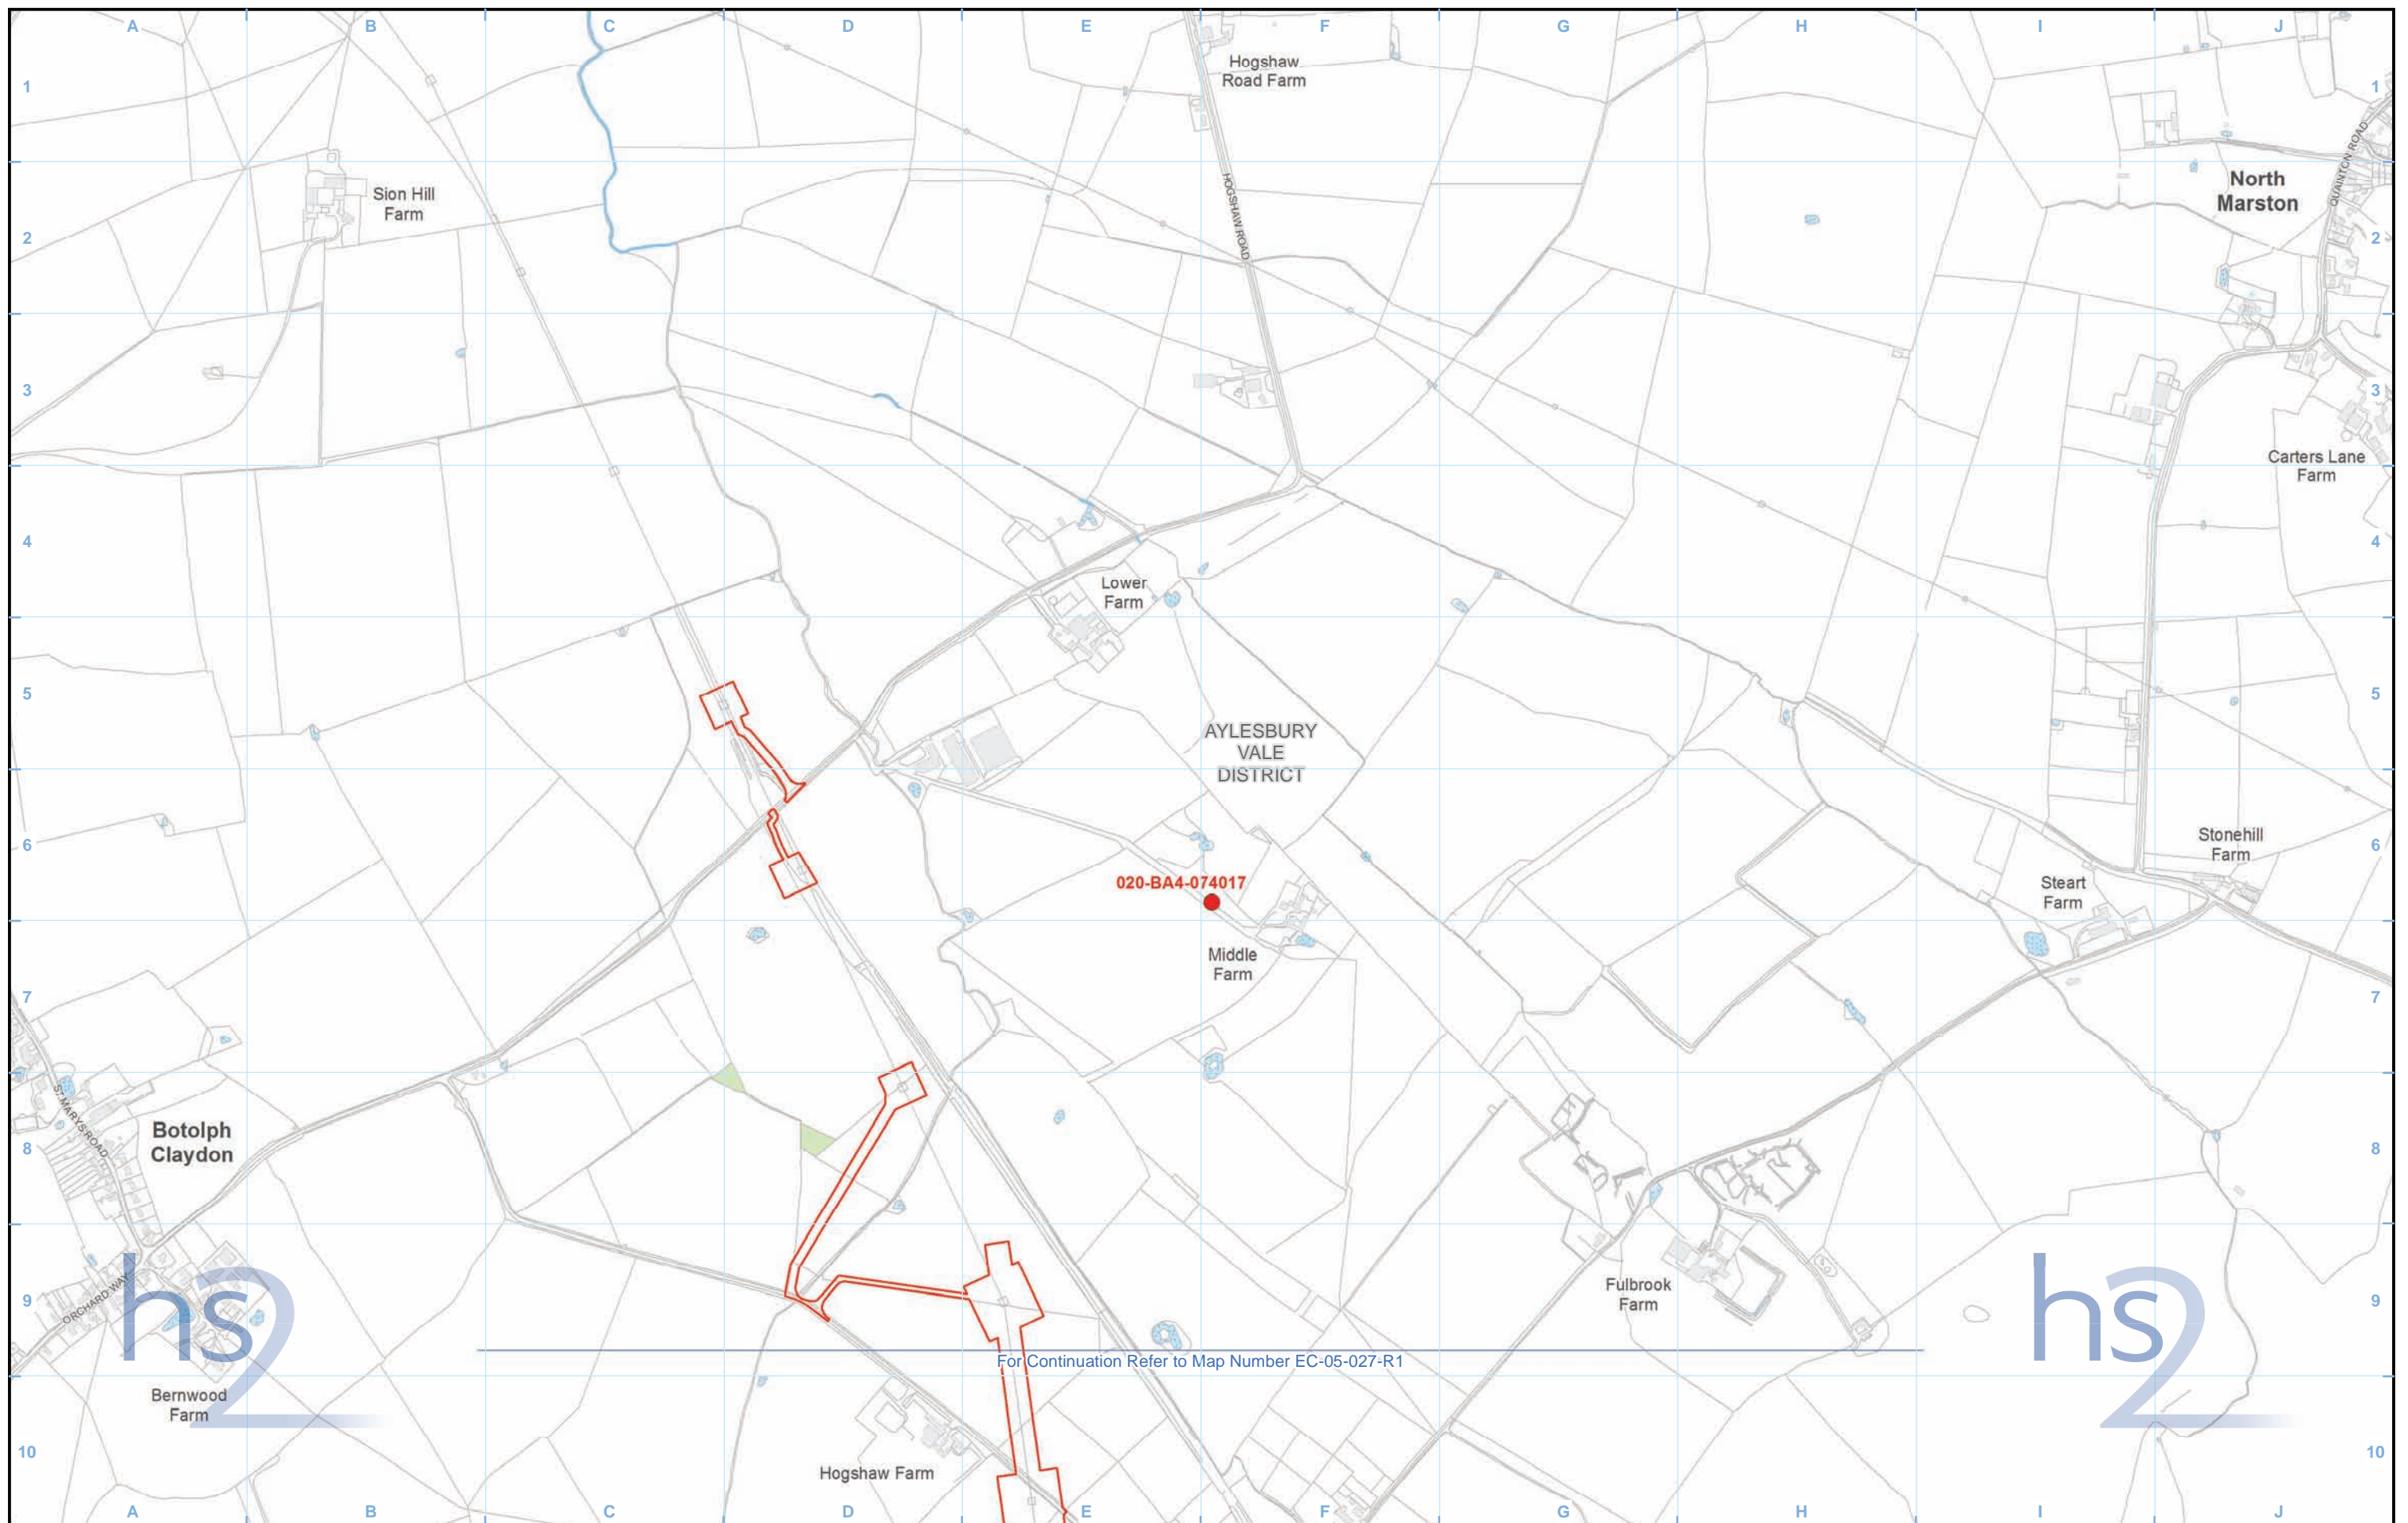 A B C D E F G H I J
1
Hogshaw
Road Farm
1
QUAINTON ROAD
Sion Hill
Farm
HOGSHAW ROAD
North
Marston
2
2
3
3
Carters Lane
Farm
4
4
Lower
Farm
5
5
AYLESBURY
VALE
DISTRICT
6
6
Stonehill
Farm
020-BA4-074017
Steart
Farm
Middle
Farm
7
7
ST MARYS ROAD
Botolph
Claydon
8
8
9
9
ORCHARD WAY
hs2
Fulbrook
Farm
hs2
For Continuation Refer to Map Number EC-05-027-R1
Bernwood
Farm
10
10
Hogshaw Farm
A B C D E F G H I J